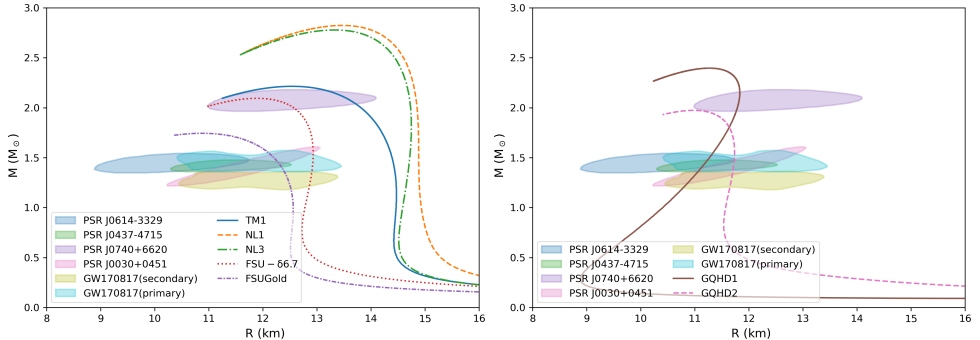 3.0
2.5
2.0
1.5
1.0
0.5
0.0
M (M⊙)
PSR J0614-3329
PSR J0437-4715
PSR J0740+6620
PSR J0030+0451
GW170817(secondary)
GW170817(primary)
TM1
NL1
NL3
FSU − δ6.7
FSUGold
8 9 10 11 12 13 14 15 16
R (km)
3.0
2.5
2.0
1.5
1.0
0.5
0.0
M (M⊙)
PSR J0614-3329
PSR J0437-4715
PSR J0740+6620
PSR J0030+0451
GW170817(secondary)
GW170817(primary)
GQHD1
GQHD2
8 9 10 11 12 13 14 15 16
R (km)